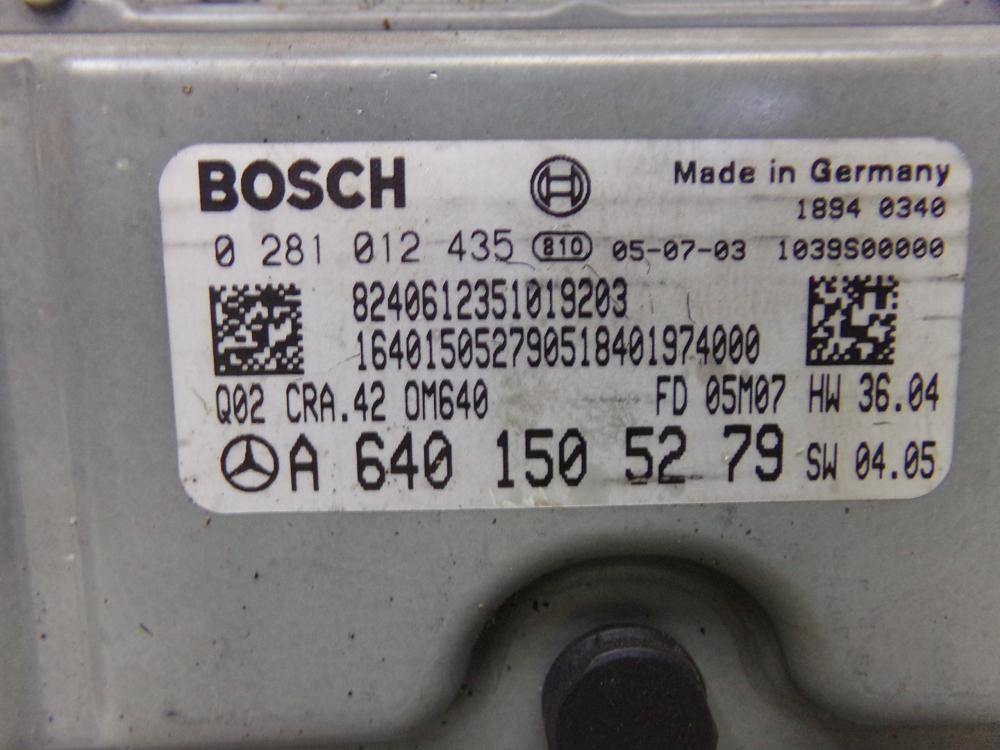 BOSCH
Made in Germany
1894 0340
0 281 012 435 810 05-07-03 1039S00000
8240612351019203
164015052790518401974000
Q02 CRA.42 OM640 FD 05M07 HW 36.04
A 640 150 52 79 SW 04.05